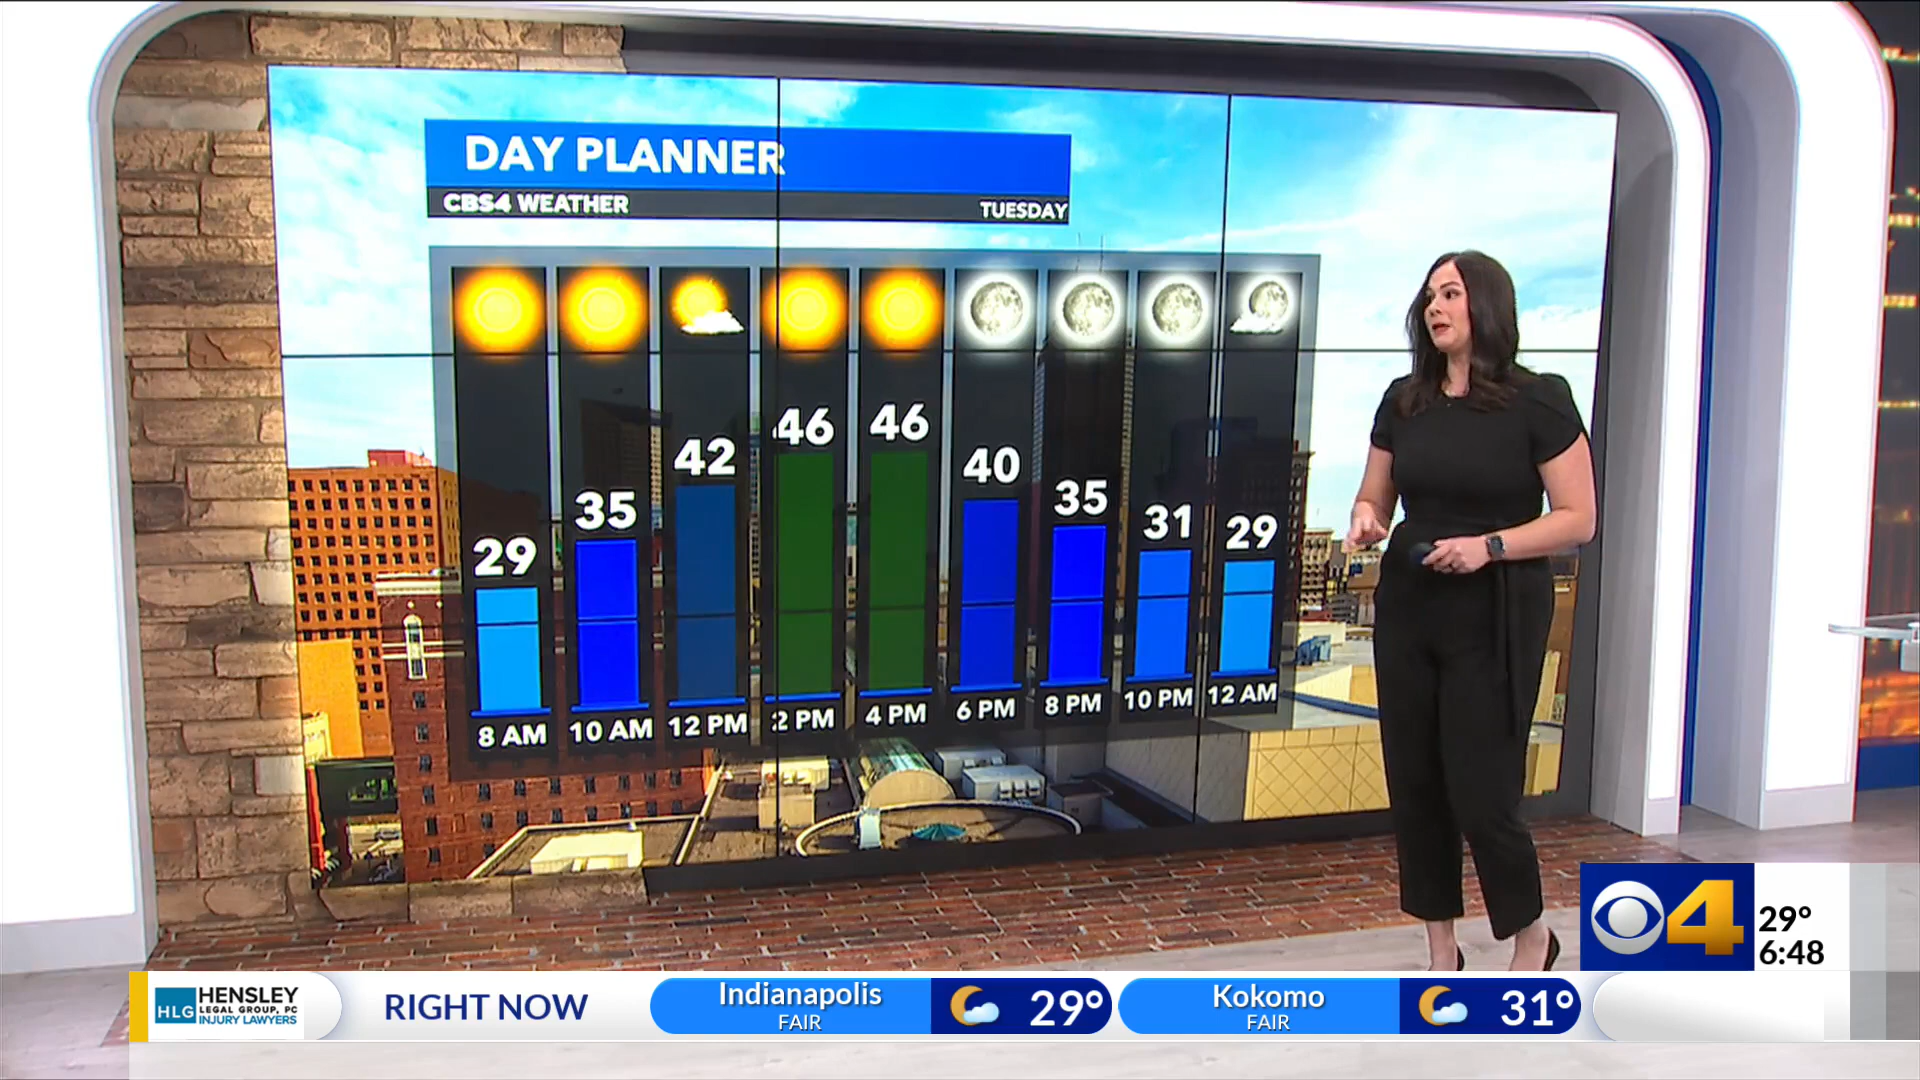 DAY PLANNER
CBS4 WEATHER
TUESDAY
29
35
42
46
46
40
35
31
29
8 AM
10 AM
12 PM
2 PM
4 PM
6 PM
8 PM
10 PM
12 AM
4
29°
6:48
HLG
HENSLEY
LEGAL GROUP, PC
INJURY LAWYERS
RIGHT NOW
Indianapolis
FAIR
29°
Kokomo
FAIR
31°